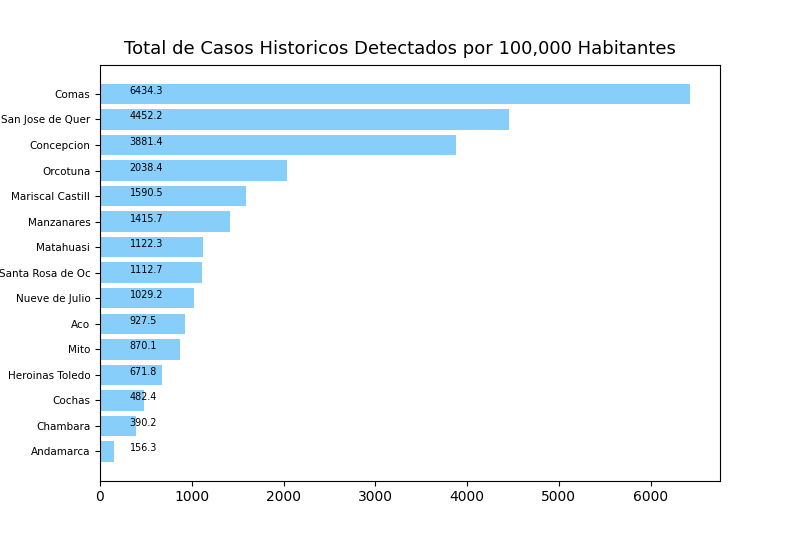 Total de Casos Historicos Detectados por 100,000 Habitantes
Comas 6434.3
San Jose de Quer 4452.2
Concepcion 3881.4
Orcotuna 2038.4
Mariscal Castill 1590.5
Manzanares 1415.7
Matahuasi 1122.3
Santa Rosa de Oc 1112.7
Nueve de Julio 1029.2
Aco 927.5
Mito 870.1
Heroinas Toledo 671.8
Cochas 482.4
Chambara 390.2
Andamarca 156.3
0 1000 2000 3000 4000 5000 6000